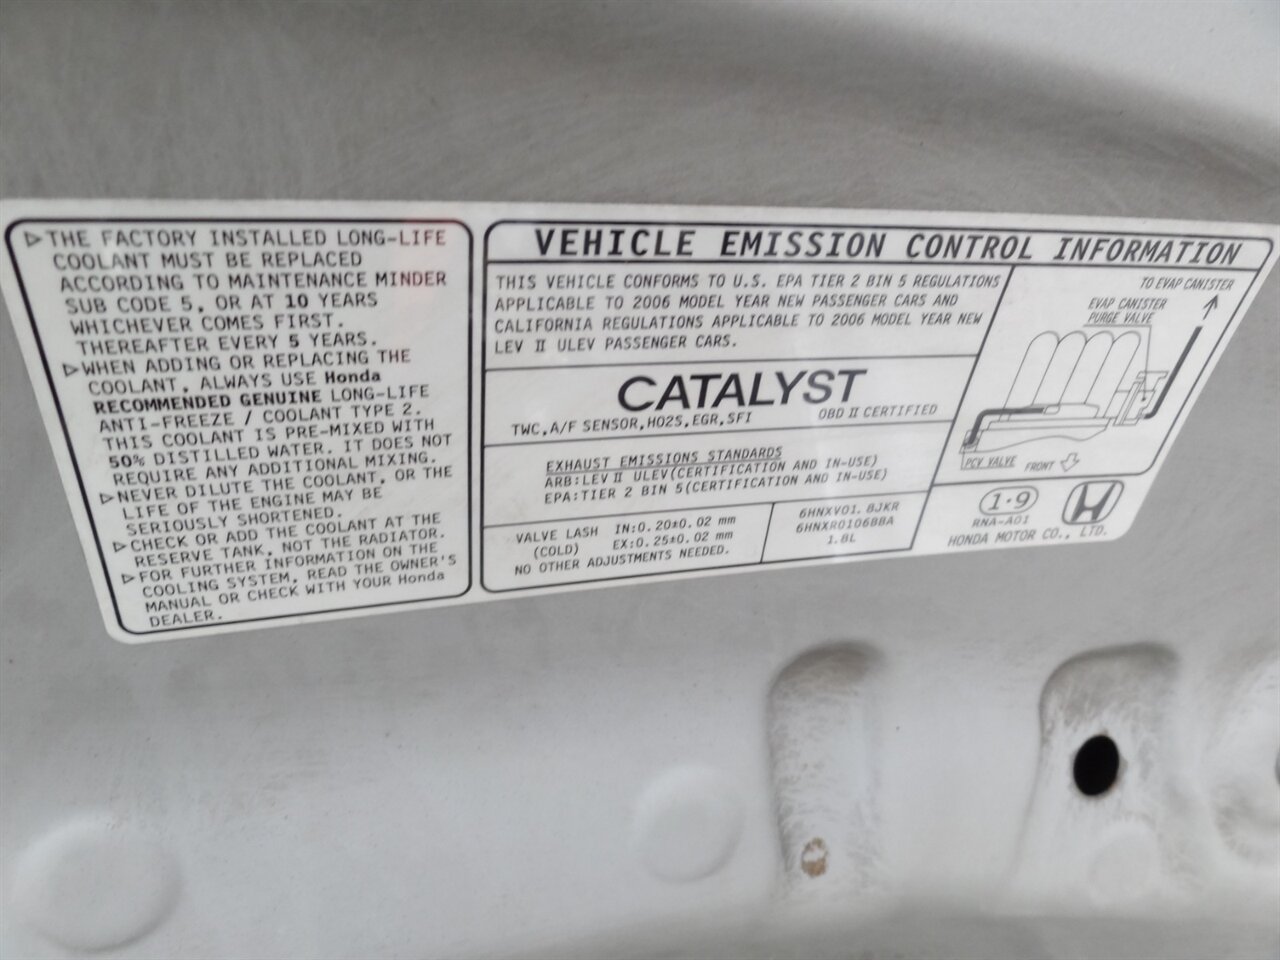 ▷THE FACTORY INSTALLED LONG-LIFE
COOLANT MUST BE REPLACED
ACCORDING TO MAINTENANCE MINDER
SUB CODE 5, OR AT 10 YEARS
WHICHEVER COMES FIRST.
THEREAFTER EVERY 5 YEARS.
▷WHEN ADDING OR REPLACING THE
COOLANT, ALWAYS USE Honda
RECOMMENDED GENUINE LONG-LIFE
ANTI-FREEZE / COOLANT TYPE 2.
THIS COOLANT IS PRE-MIXED WITH
50% DISTILLED WATER. IT DOES NOT
REQUIRE ANY ADDITIONAL MIXING.
▷NEVER DILUTE THE COOLANT, OR THE
LIFE OF THE ENGINE MAY BE
SERIOUSLY SHORTENED.
▷CHECK OR ADD THE COOLANT AT THE
RESERVE TANK, NOT THE RADIATOR.
▷FOR FURTHER INFORMATION ON THE
COOLING SYSTEM, READ THE OWNER'S
MANUAL OR CHECK WITH YOUR Honda
DEALER.
VEHICLE EMISSION CONTROL INFORMATION
THIS VEHICLE CONFORMS TO U.S. EPA TIER 2 BIN 5 REGULATIONS
APPLICABLE TO 2006 MODEL YEAR NEW PASSENGER CARS AND
CALIFORNIA REGULATIONS APPLICABLE TO 2006 MODEL YEAR NEW
LEV II ULEV PASSENGER CARS.
CATALYST
TWC, A/F SENSOR, HO2S, EGR, SFI
OBD II CERTIFIED
EXHAUST EMISSIONS STANDARDS
ARB:LEV II ULEV(CERTIFICATION AND IN-USE)
EPA:TIER 2 BIN 5(CERTIFICATION AND IN-USE)
VALVE LASH IN:0.20±0.02 mm
(COLD) EX:0.25±0.02 mm
NO OTHER ADJUSTMENTS NEEDED.
6HNXV01.8JKR
6HNXR0106BBA
1.8L
TO EVAP CANISTER
EVAP CANISTER
PURGE VALVE
PCV VALVE
FRONT
1·9
RNA-A01
HONDA MOTOR CO., LTD.